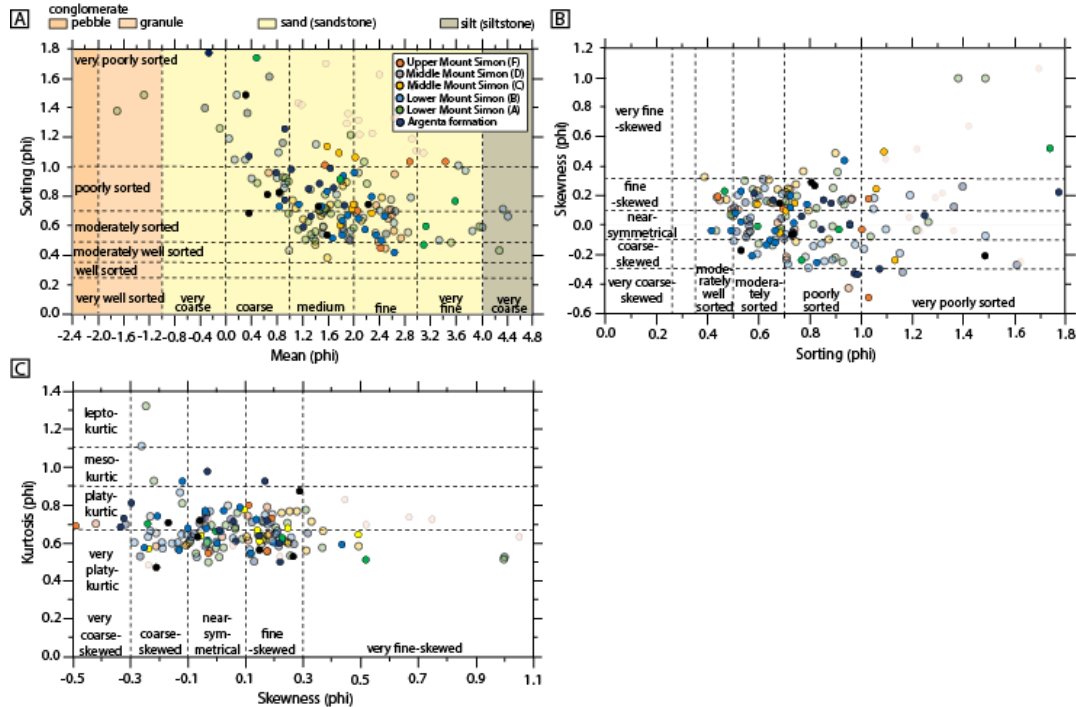 conglomerate
pebble
granule
sand (sandstone)
silt (siltstone)
A
Sorting (phi)
1.8
1.6
1.4
1.2
1.0
0.8
0.6
0.4
0.2
0.0
very poorly sorted
poorly sorted
moderately sorted
moderately well sorted
well sorted
very well sorted
very
coarse
coarse
medium
fine
very
fine
very
coarse
Upper Mount Simon (F)
Middle Mount Simon (D)
Middle Mount Simon (C)
Lower Mount Simon (B)
Lower Mount Simon (A)
Argenta formation
-2.4 -2.0 -1.6 -1.2 -0.8 -0.4 0.0 0.4 0.8 1.2 1.6 2.0 2.4 2.8 3.2 3.6 4.0 4.4 4.8
Mean (phi)
B
Skewness (phi)
1.2
1.0
0.8
0.6
0.4
0.2
0.0
-0.2
-0.4
-0.6
very fine
-skewed
fine
-skewed
near-
symmetrical
coarse-
skewed
very coarse-
skewed
mode-
rately
well
sorted
modera-
tely
sorted
poorly
sorted
very poorly sorted
0.0 0.2 0.4 0.6 0.8 1.0 1.2 1.4 1.6 1.8
Sorting (phi)
C
Kurtosis (phi)
1.4
1.2
1.0
0.8
0.6
0.4
0.2
0.0
lepto-
kurtic
meso-
kurtic
platy-
kurtic
very
platy-
kurtic
very
coarse-
skewed
coarse-
skewed
near-
sym-
metrical
fine
-skewed
very fine-skewed
-0.5 -0.3 -0.1 0.1 0.3 0.5 0.7 0.9 1.1
Skewness (phi)